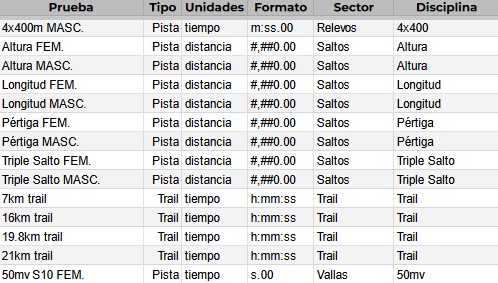 Prueba Tipo Unidades Formato Sector Disciplina
4x400m MASC. Pista tiempo m:ss.00 Relevos 4x400
Altura FEM. Pista distancia #,##0.00 Saltos Altura
Altura MASC. Pista distancia #,##0.00 Saltos Altura
Longitud FEM. Pista distancia #,##0.00 Saltos Longitud
Longitud MASC. Pista distancia #,##0.00 Saltos Longitud
Pértiga FEM. Pista distancia #,##0.00 Saltos Pértiga
Pértiga MASC. Pista distancia #,##0.00 Saltos Pértiga
Triple Salto FEM. Pista distancia #,##0.00 Saltos Triple Salto
Triple Salto MASC. Pista distancia #,##0.00 Saltos Triple Salto
7km trail Trail tiempo h:mm:ss Trail Trail
16km trail Trail tiempo h:mm:ss Trail Trail
19.8km trail Trail tiempo h:mm:ss Trail Trail
21km trail Trail tiempo h:mm:ss Trail Trail
50mv S10 FEM. Pista tiempo s.00 Vallas 50mv